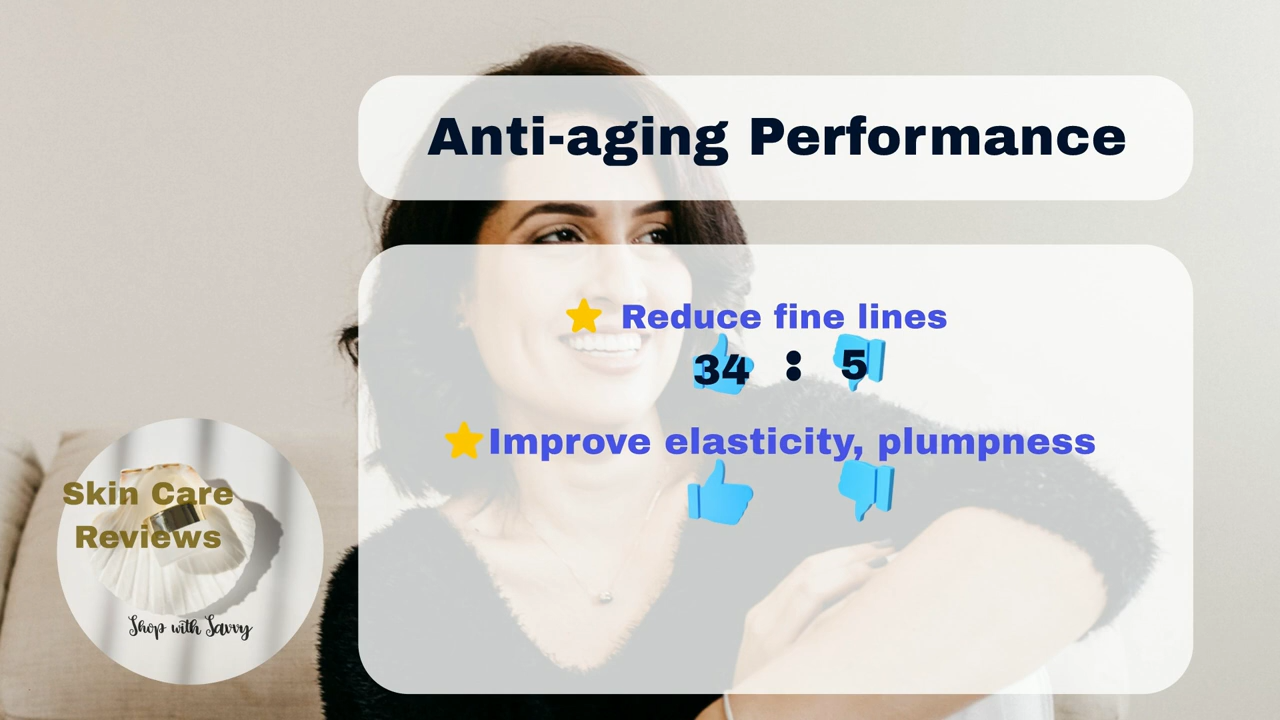 Anti-aging Performance
Reduce fine lines
34 : 5
Improve elasticity, plumpness
Skin Care
Reviews
Shop with Savvy